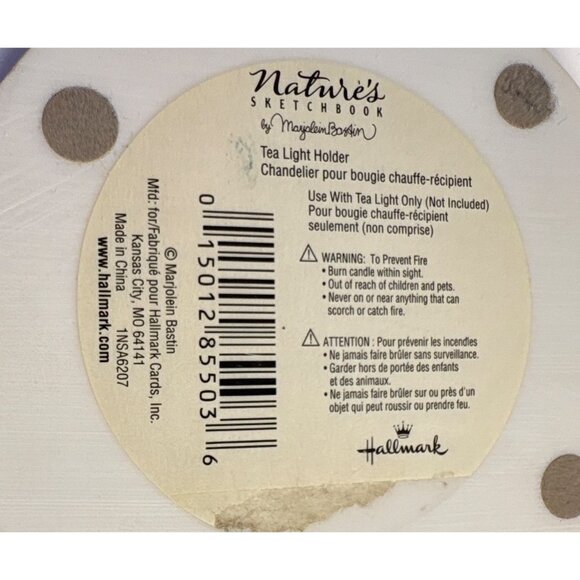 Nature's
SKETCHBOOK
by Marjolein Bastin
Tea Light Holder
Chandelier pour bougie chauffe-récipient
Use With Tea Light Only (Not Included)
Pour bougie chauffe-récipient
seulement (non comprise)
WARNING: To Prevent Fire
• Burn candle within sight.
• Out of reach of children and pets.
• Never on or near anything that can
scorch or catch fire.
ATTENTION : Pour prévenir les incendies
• Ne jamais faire brûler sans surveillance.
• Garder hors de portée des enfants
et des animaux.
• Ne jamais faire brûler sur ou près d'un
objet qui peut roussir ou prendre feu.
Hallmark
0 15012 85503 6
© Marjolein Bastin
Mfd: for/Fabriqué pour Hallmark Cards, Inc.
Kansas City, MO 64141
Made in China 1NSA6207
www.hallmark.com